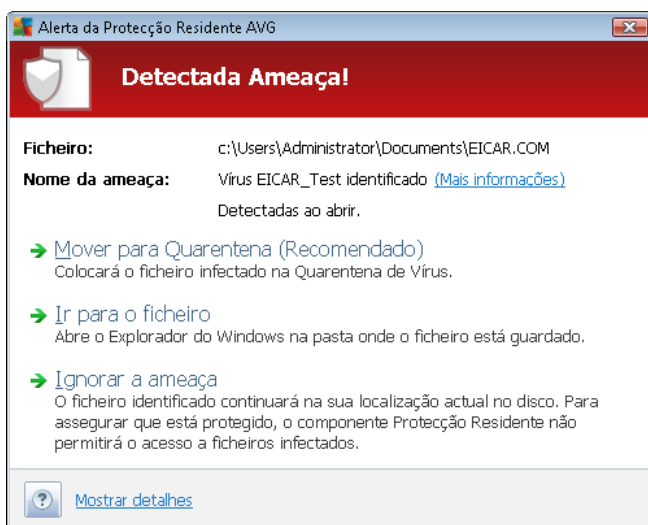 Alerta da Protecção Residente AVG
Detectada Ameaça!
Ficheiro: c:\Users\Administrator\Documents\EICAR.COM
Nome da ameaça: Vírus EICAR_Test identificado (Mais informações)
Detectadas ao abrir.
Mover para Quarentena (Recomendado)
Colocará o ficheiro infectado na Quarentena de Vírus.
Ir para o ficheiro
Abre o Explorador do Windows na pasta onde o ficheiro está guardado.
Ignorar a ameaça
O ficheiro identificado continuará na sua localização actual no disco. Para
assegurar que está protegido, o componente Protecção Residente não
permitirá o acesso a ficheiros infectados.
Mostrar detalhes